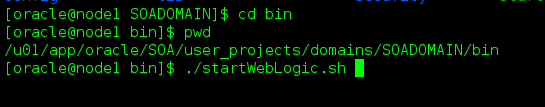 [oracle@node1 SOADOMAIN]$ cd bin
[oracle@node1 bin]$ pwd
/u01/app/oracle/SOA/user_projects/domains/SOADOMAIN/bin
[oracle@node1 bin]$ ./startWebLogic.sh